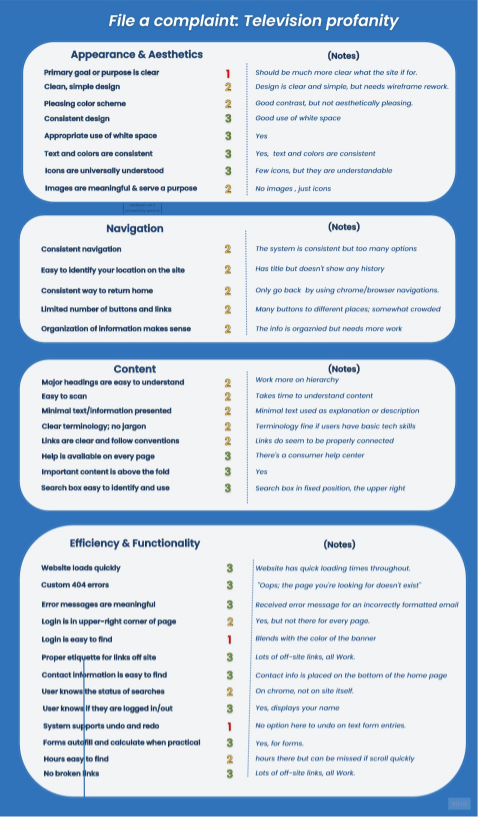 File a complaint: Television profanity
Appearance & Aesthetics (Notes)
Primary goal or purpose is clear 1 Should be much more clear what the site if for.
Clean, simple design 2 Design is clear and simple, but needs wireframe rework.
Pleasing color scheme 2 Good contrast, but not aesthetically pleasing.
Consistent design 3 Good use of white space
Appropriate use of white space 3 Yes
Text and colors are consistent 3 Yes, text and colors are consistent
Icons are universally understood 3 Few icons, but they are understandable
Images are meaningful & serve a purpose 2 No images , just icons
Navigation (Notes)
Consistent navigation 2 The system is consistent but too many options
Easy to identify your location on the site 2 Has title but doesn't show any history
Consistent way to return home 2 Only go back by using chrome/browser navigations.
Limited number of buttons and links 2 Many buttons to different places; somewhat crowded
Organization of information makes sense 2 The info is orgaznied but needs more work
Content (Notes)
Major headings are easy to understand 2 Work more on hierarchy
Easy to scan 2 Takes time to understand content
Minimal text/information presented 2 Minimal text used as explanation or description
Clear terminology; no jargon 2 Terminology fine if users have basic tech skills
Links are clear and follow conventions 2 Links do seem to be properly connected
Help is available on every page 3 There's a consumer help center
Important content is above the fold 3 Yes
Search box easy to identify and use 3 Search box in fixed position, the upper right
Efficiency & Functionality (Notes)
Website loads quickly 3 Website has quick loading times throughout.
Custom 404 errors 3 "Oops; the page you're looking for doesn't exist"
Error messages are meaningful 3 Received error message for an incorrectly formatted email
Login is in upper-right corner of page 2 Yes, but not there for every page.
Login is easy to find 1 Blends with the color of the banner
Proper etiquette for links off site 3 Lots of off-site links, all Work.
Contact information is easy to find 3 Contact info is placed on the bottom of the home page
User knows the status of searches 2 On chrome, not on site itself.
User knows if they are logged in/out 3 Yes, displays your name
System supports undo and redo 1 No option here to undo on text form entries.
Forms autofill and calculate when practical 3 Yes, for forms.
Hours easy to find 2 hours there but can be missed if scroll quickly
No broken links 3 Lots of off-site links, all Work.